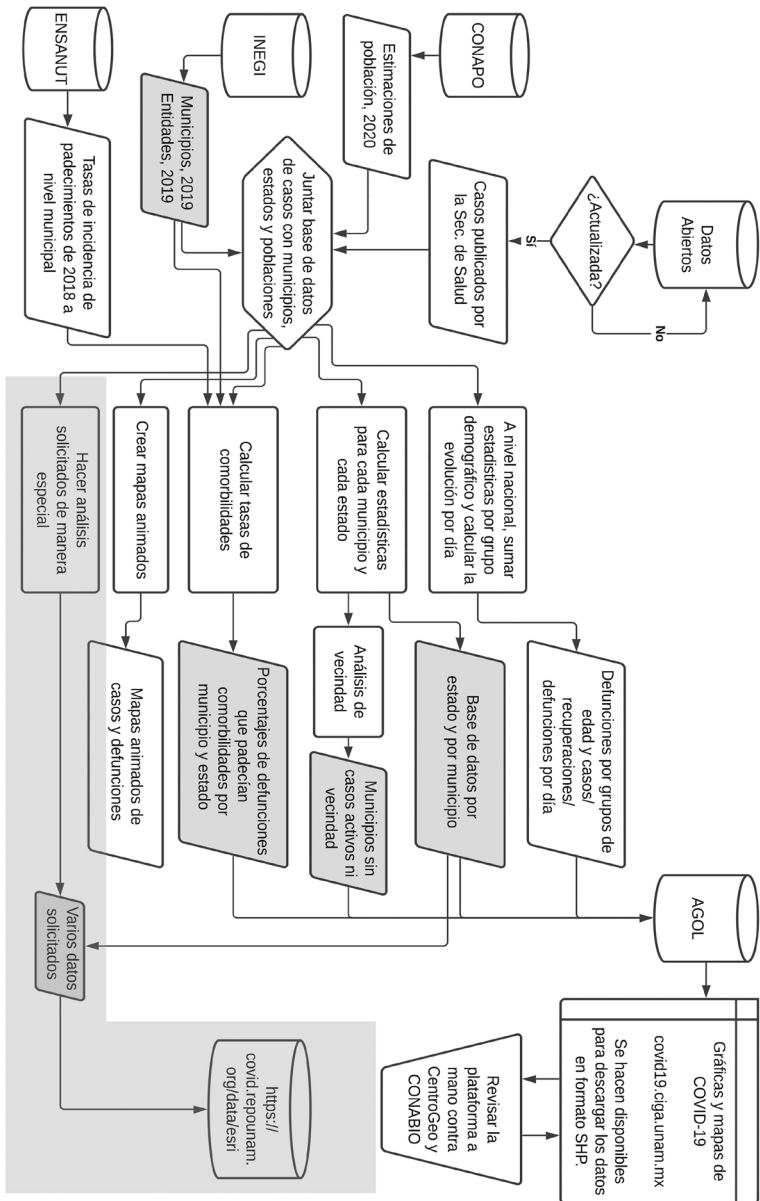 Datos
Abiertos
No
¿Actualizada?
Sí
Casos publicados por
la Sec. de Salud
CONAPO
Estimaciones de
población, 2020
INEGI
Municipios, 2019
Entidades, 2019
ENSANUT
Tasas de incidencia de
padecimientos de 2018 a
nivel municipal
Juntar base de datos
de casos con municipios,
estados y poblaciones
A nivel nacional, sumar
estadísticas por grupo
demográfico y calcular la
evolución por día
Calcular estadísticas
para cada municipio y
cada estado
Calcular tasas de
comorbilidades
Crear mapas animados
Hacer análisis
solicitados de manera
especial
Defunciones por grupos de
edad y casos/
recuperaciones/
defunciones por día
Base de datos por
estado y por municipio
Análisis de
vecindad
Municipios sin
casos activos ni
vecindad
Porcentajes de defunciones
que padecían
comorbilidades por
municipio y estado
Mapas animados de
casos y defunciones
Varios datos
solicitados
AGOL
Gráficas y mapas de
COVID-19
covid19.ciga.unam.mx
Se hacen disponibles
para descargar los datos
en formato SHP.
Revisar la
plataforma a
mano contra
CentroGeo y
CONABIO
https://
covid.repounam.
org/data/esri